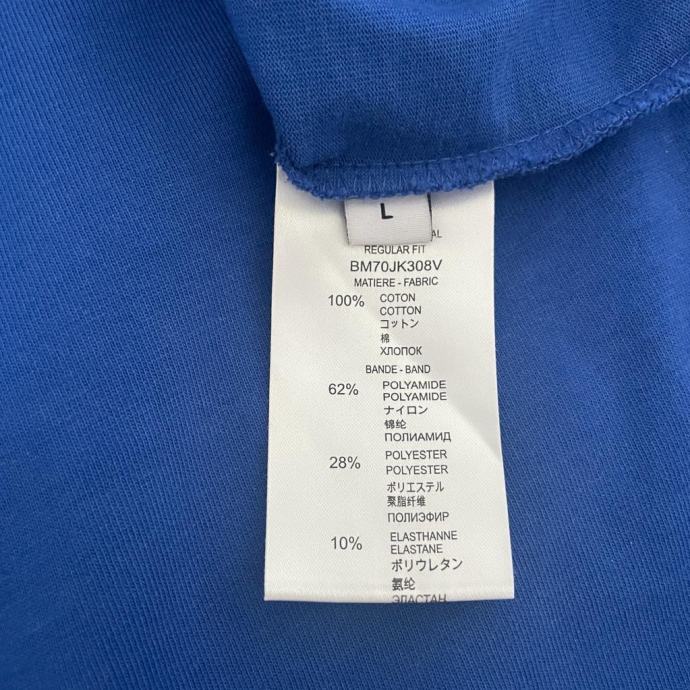 L
AL
REGULAR FIT
BM70JK308V
MATIERE - FABRIC
100% COTON
COTTON
コットン
棉
ХЛОПОК
BANDE - BAND
62% POLYAMIDE
POLYAMIDE
ナイロン
锦纶
ПОЛИАМИД
28% POLYESTER
POLYESTER
ポリエステル
聚脂纤维
ПОЛИЭФИР
10% ELASTHANNE
ELASTANE
ポリウレタン
氨纶
ЭЛАСТАН